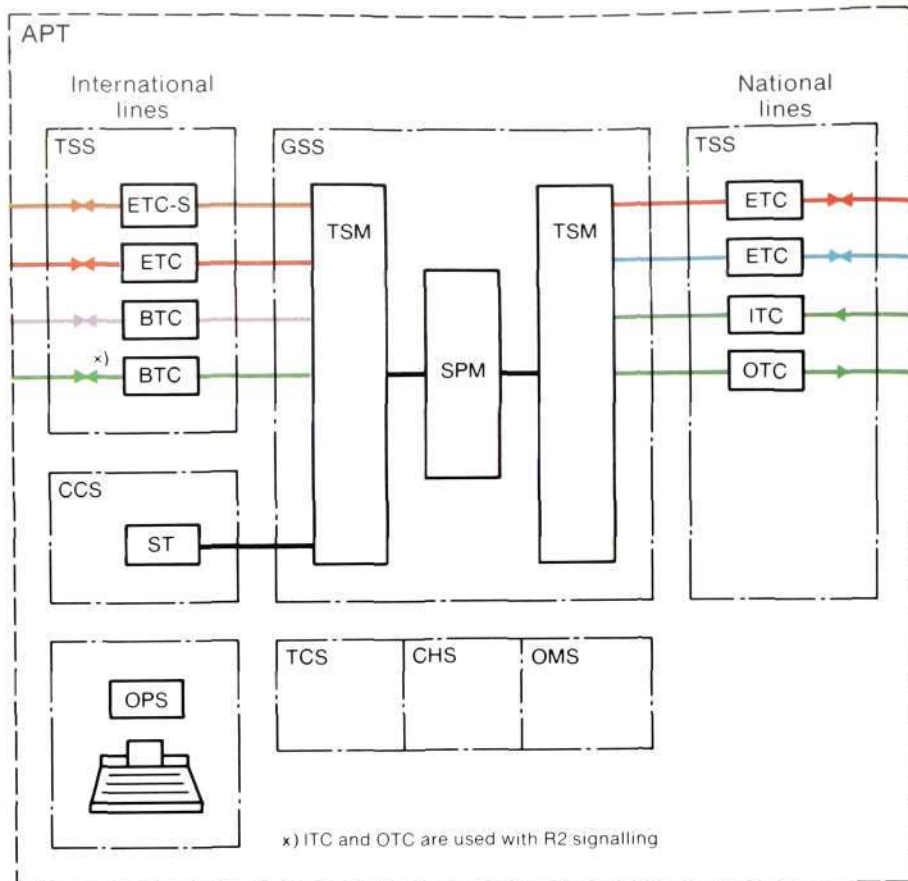 APT
International
lines
National
lines
TSS
GSS
TSS
ETC-S
TSM
TSM
ETC
ETC
ETC
BTC
SPM
ITC
x)
BTC
OTC
CCS
ST
OPS
TCS
CHS
OMS
x) ITC and OTC are used with R2 signalling